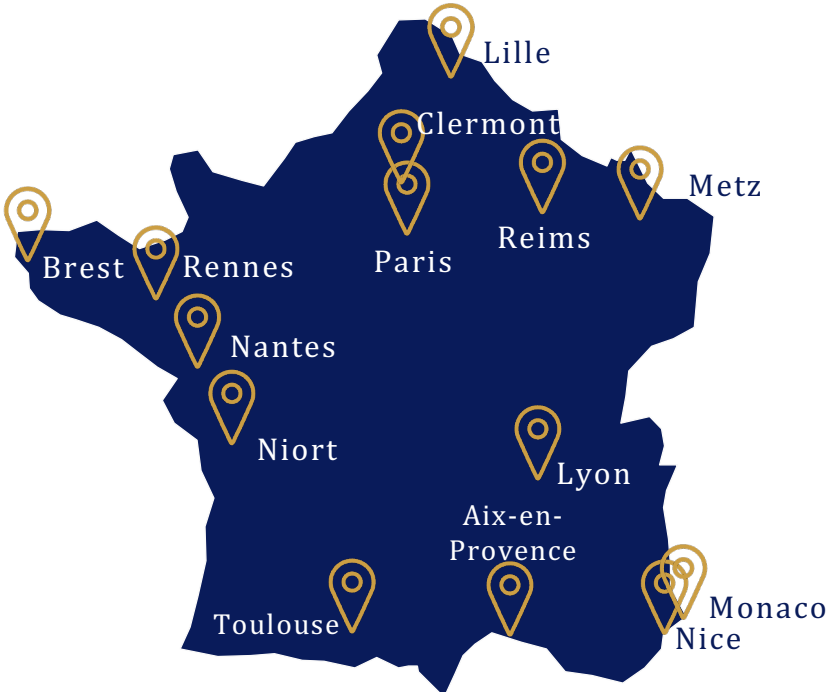 Lille
Clermont
Metz
Reims
Paris
Brest
Rennes
Nantes
Niort
Lyon
Aix-en-
Provence
Toulouse
Monaco
Nice